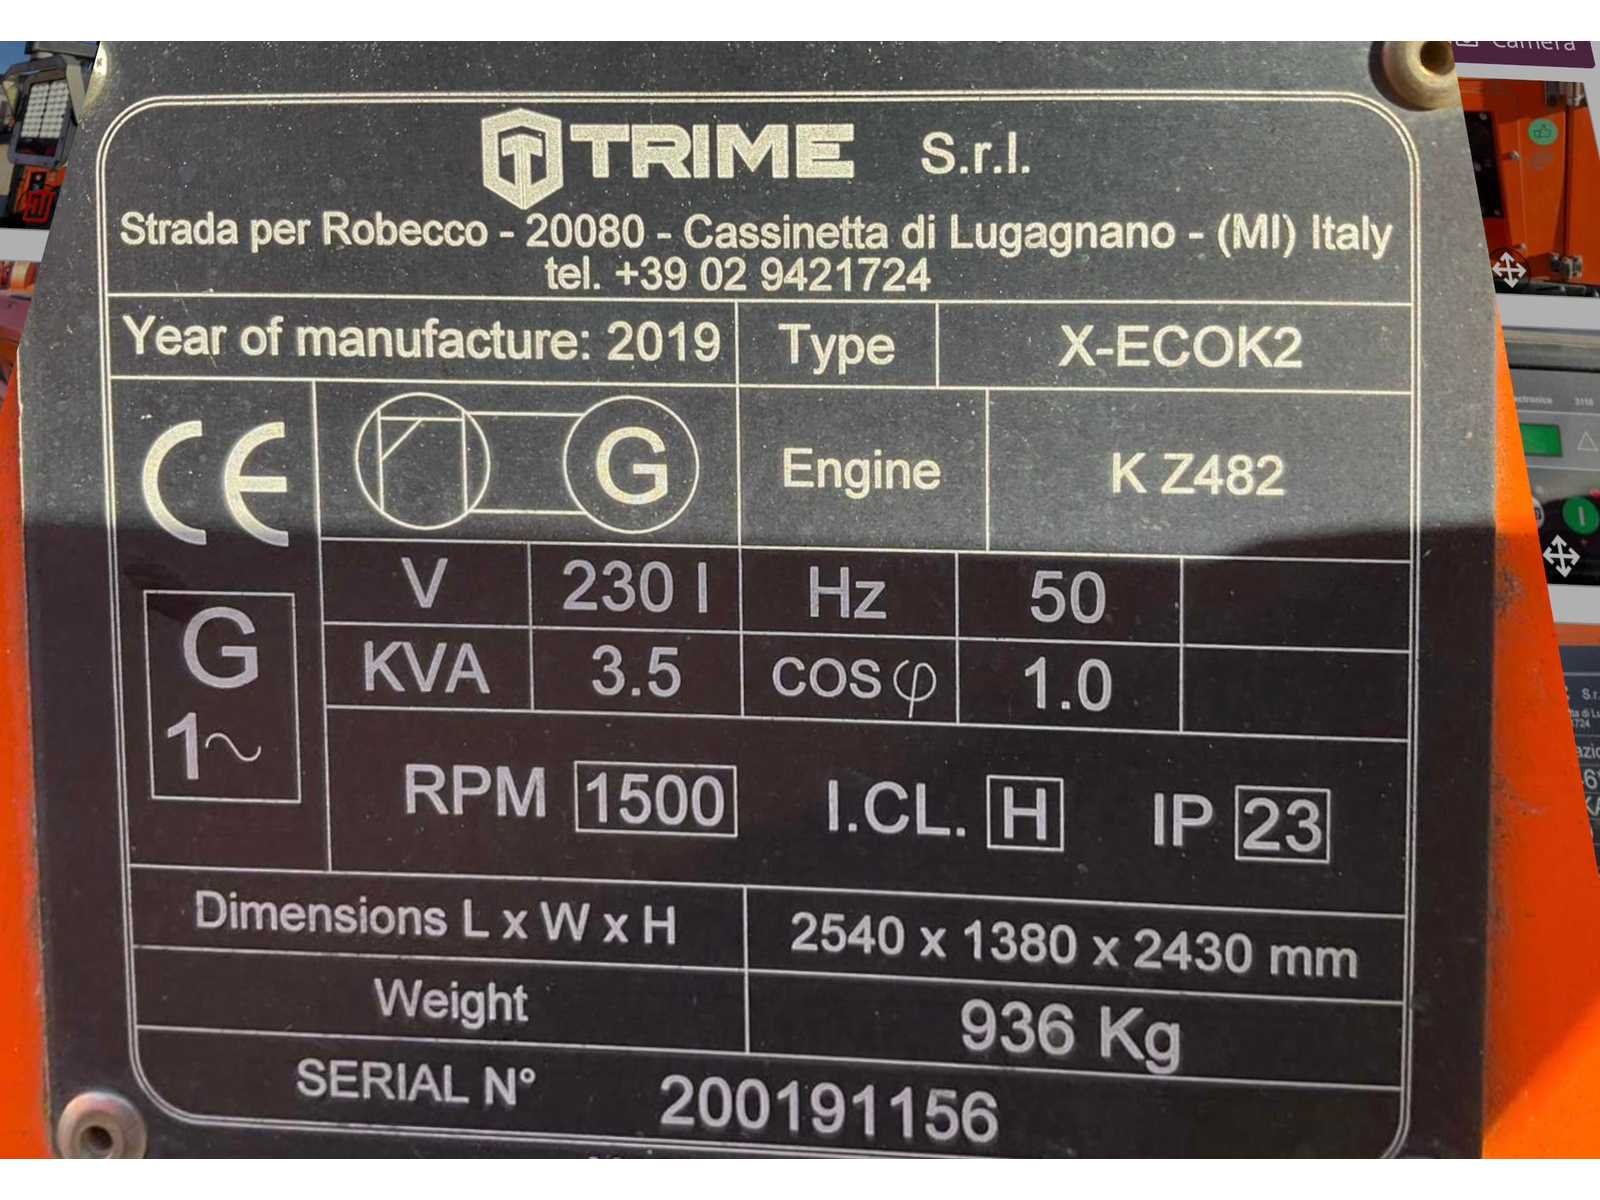 TRIME S.r.l.
Strada per Robecco - 20080 - Cassinetta di Lugagnano - (MI) Italy
tel. +39 02 9421724
Year of manufacture: 2019 Type X-ECOK2
CE G Engine K Z482
V 230 I Hz 50
G
KVA 3.5 COS φ 1.0
1~
RPM 1500 I.CL. H IP 23
Dimensions L x W x H 2540 x 1380 x 2430 mm
Weight 936 Kg
SERIAL N° 200191156
Camera